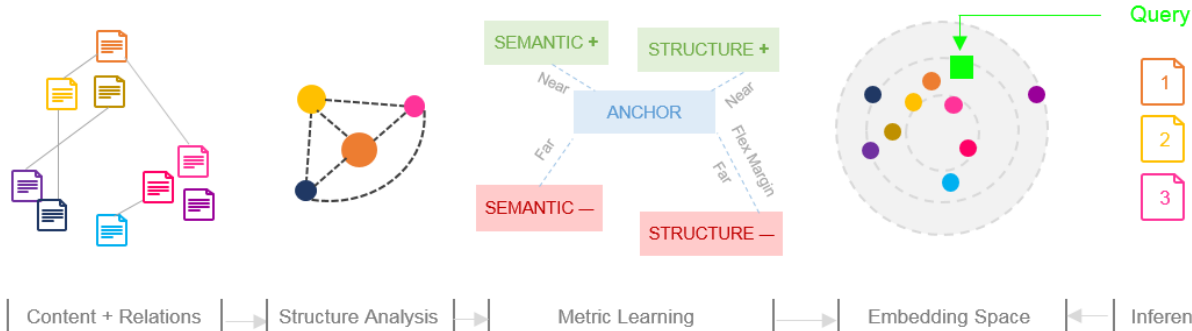 Query
SEMANTIC +
STRUCTURE +
Near
Near
ANCHOR
Far
Flex Margin
Far
SEMANTIC —
STRUCTURE —
1
2
3
Content + Relations
Structure Analysis
Metric Learning
Embedding Space
Inferen